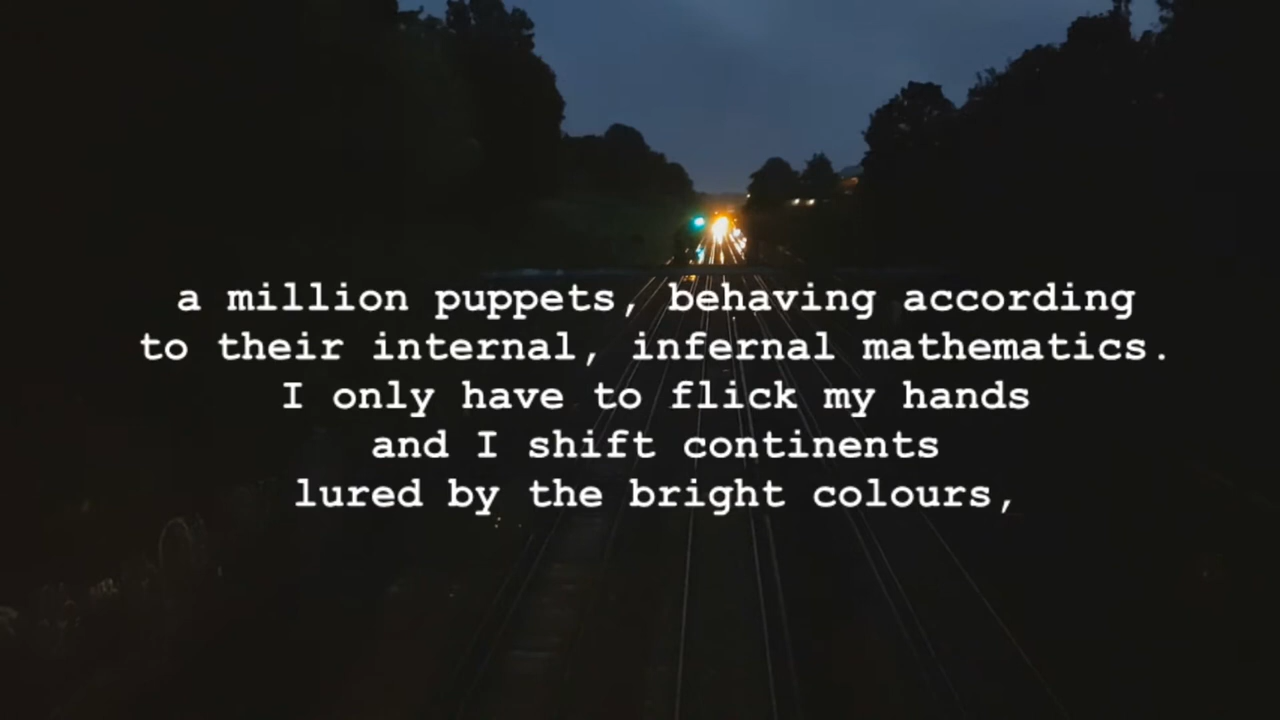 a million puppets, behaving according
to their internal, infernal mathematics.
I only have to flick my hands
and I shift continents
lured by the bright colours,